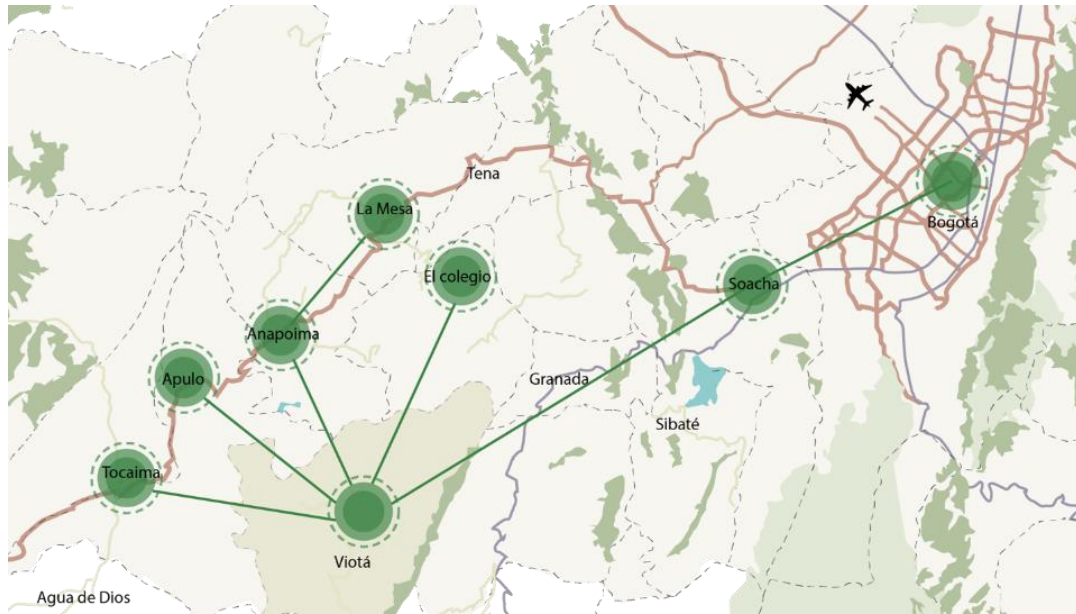 Tena
La Mesa
Bogotá
El colegio
Soacha
Anapoima
Apulo
Granada
Sibaté
Tocaima
Viotá
Agua de Dios